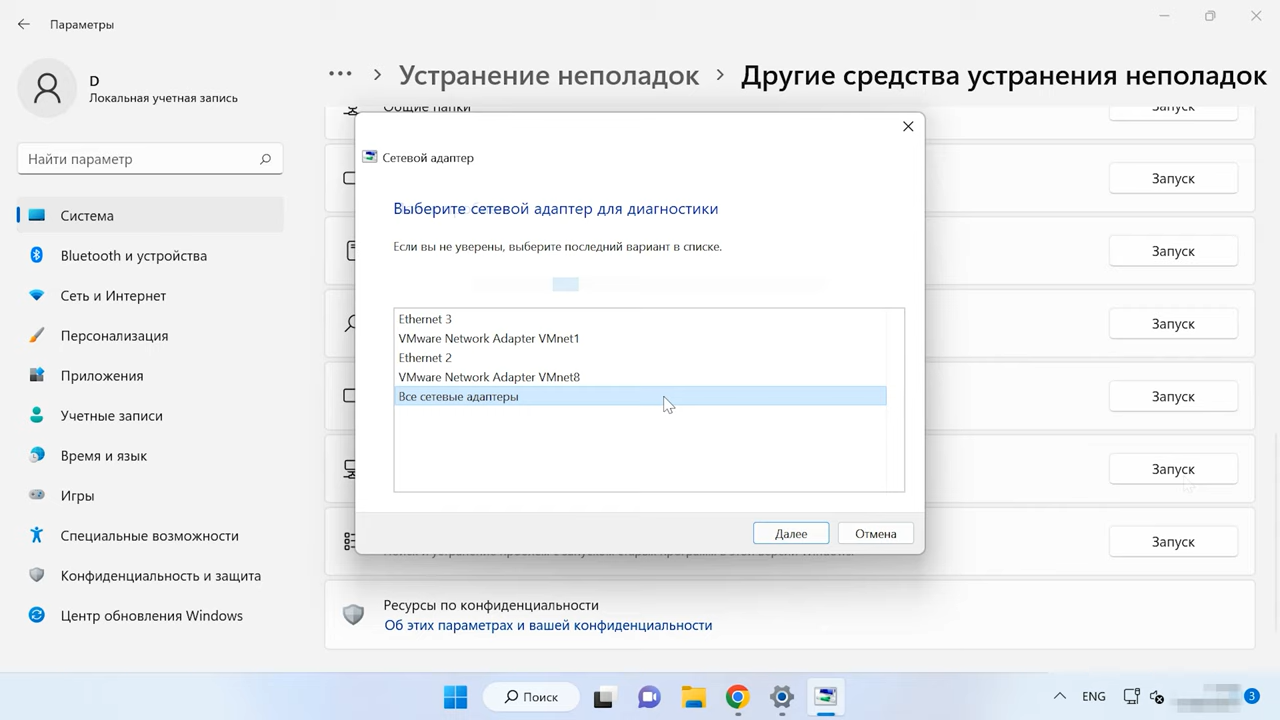 Параметры
D
Локальная учетная запись
Найти параметр
Система
Bluetooth и устройства
Сеть и Интернет
Персонализация
Приложения
Учетные записи
Время и язык
Игры
Специальные возможности
Конфиденциальность и защита
Центр обновления Windows
... > Устранение неполадок > Другие средства устранения неполадок
Общие папки
Запуск
Запуск
Запуск
Запуск
Запуск
Запуск
Запуск
Сетевой адаптер
Выберите сетевой адаптер для диагностики
Если вы не уверены, выберите последний вариант в списке.
Ethernet 3
VMware Network Adapter VMnet1
Ethernet 2
VMware Network Adapter VMnet8
Все сетевые адаптеры
Далее
Отмена
Ресурсы по конфиденциальности
Об этих параметрах и вашей конфиденциальности
Поиск
ENG
3